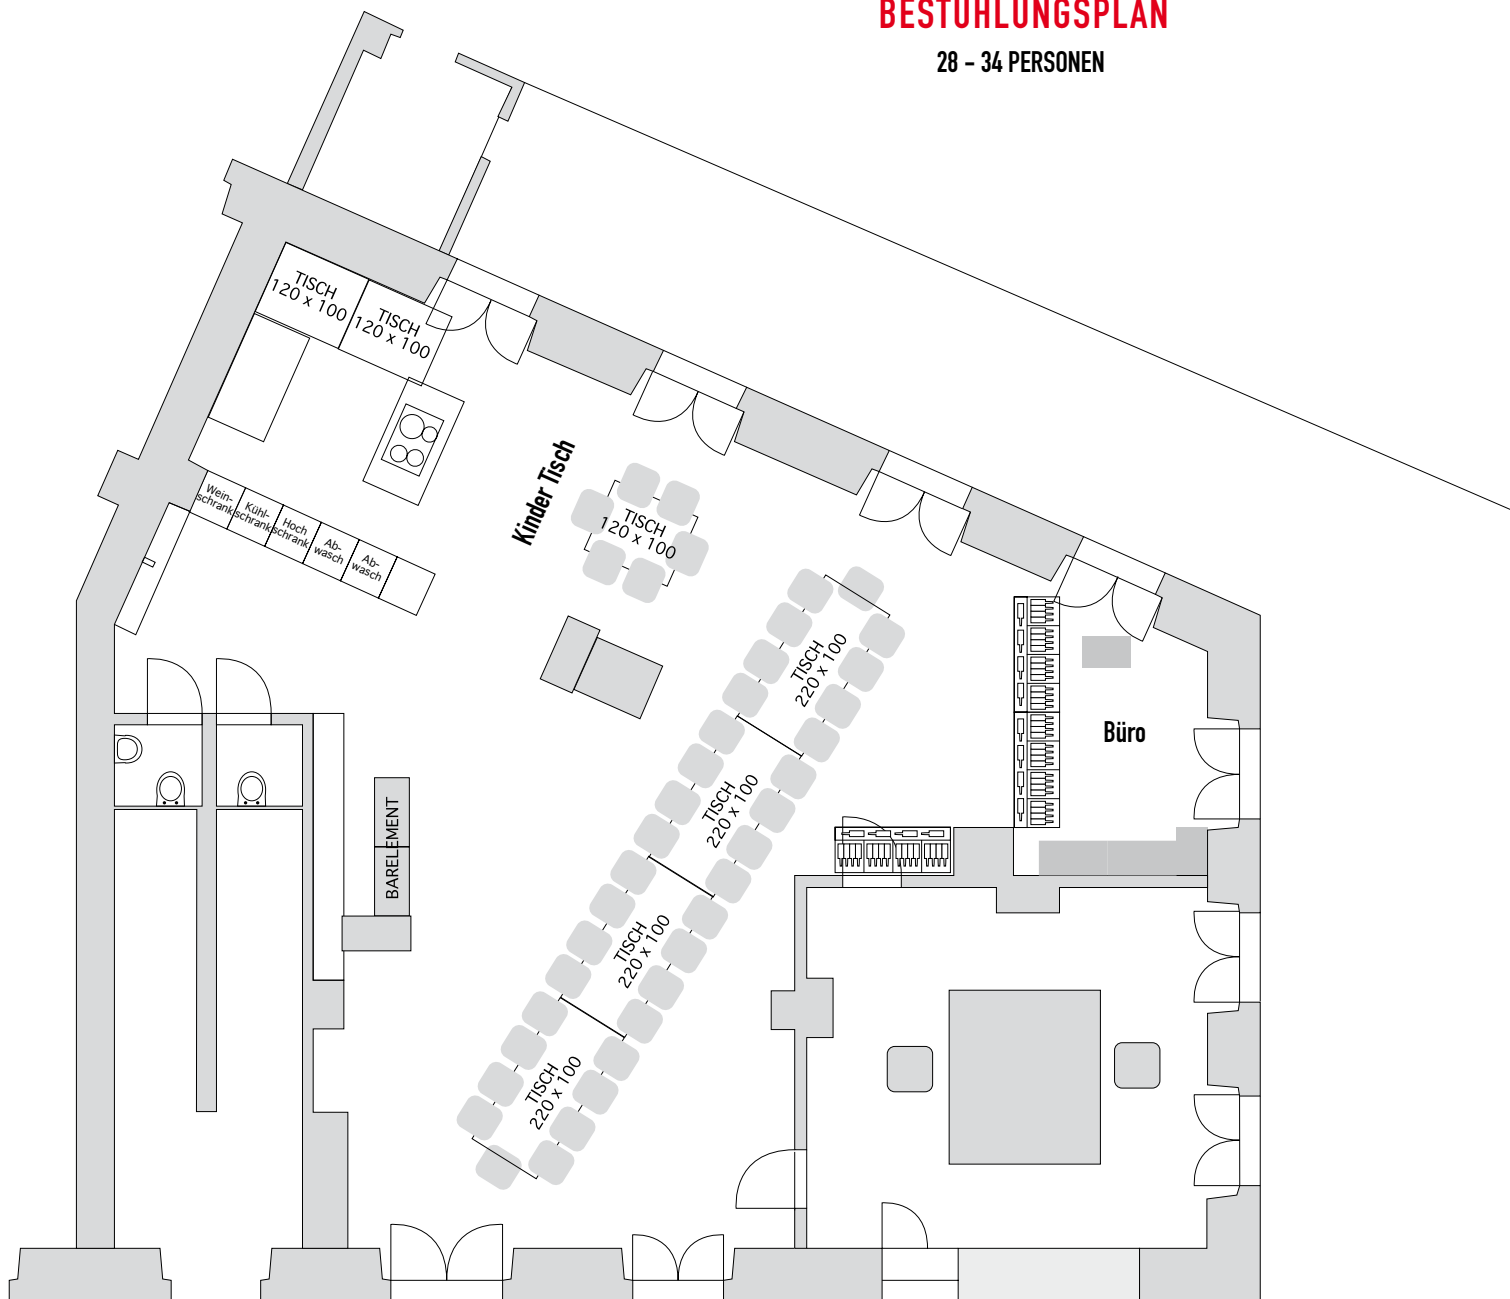 BESTUHLUNGSPLAN
28 – 34 PERSONEN
TISCH
120 x 100
TISCH
120 x 100
Kinder Tisch
Wein-
schrank
Kühl-
schrank
Hoch
schrank
Ab-
wasch
Ab-
wasch
TISCH
120 x 100
TISCH
220 x 100
Büro
TISCH
220 x 100
BARELEMENT
TISCH
220 x 100
TISCH
220 x 100